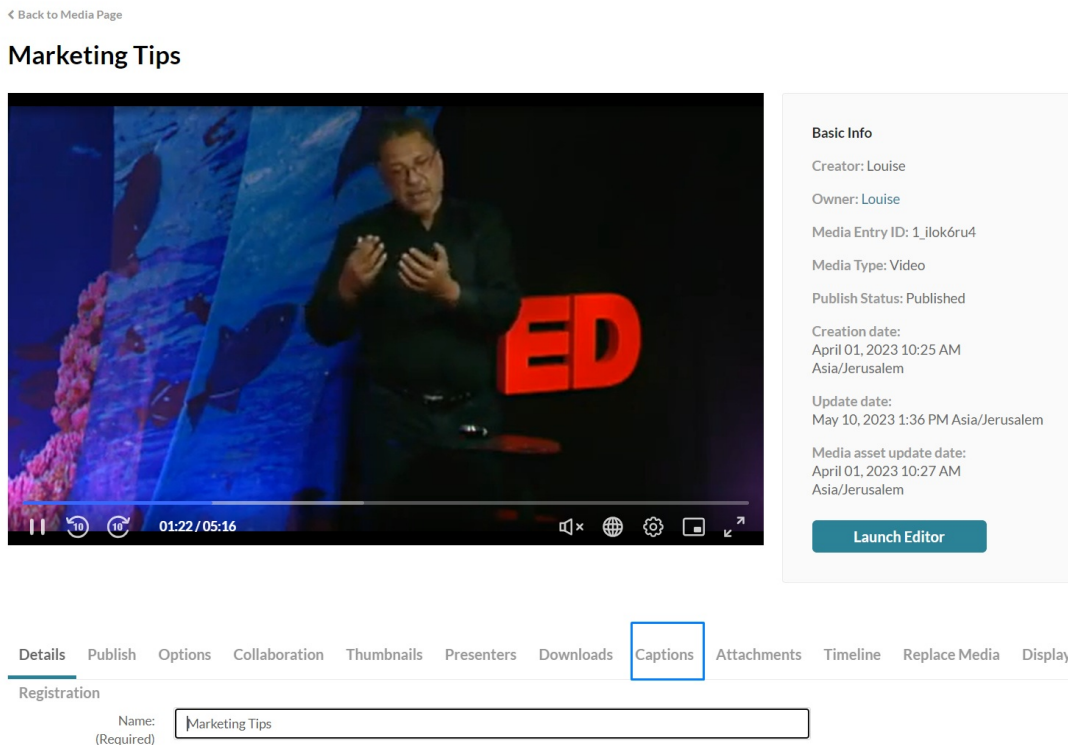 Back to Media Page
Marketing Tips
ED
10 10 01:22 / 05:16
Basic Info
Creator: Louise
Owner: Louise
Media Entry ID: 1_ilok6ru4
Media Type: Video
Publish Status: Published
Creation date:
April 01, 2023 10:25 AM
Asia/Jerusalem
Update date:
May 10, 2023 1:36 PM Asia/Jerusalem
Media asset update date:
April 01, 2023 10:27 AM
Asia/Jerusalem
Launch Editor
Details Publish Options Collaboration Thumbnails Presenters Downloads Captions Attachments Timeline Replace Media Display
Registration
Name: Marketing Tips
(Required)